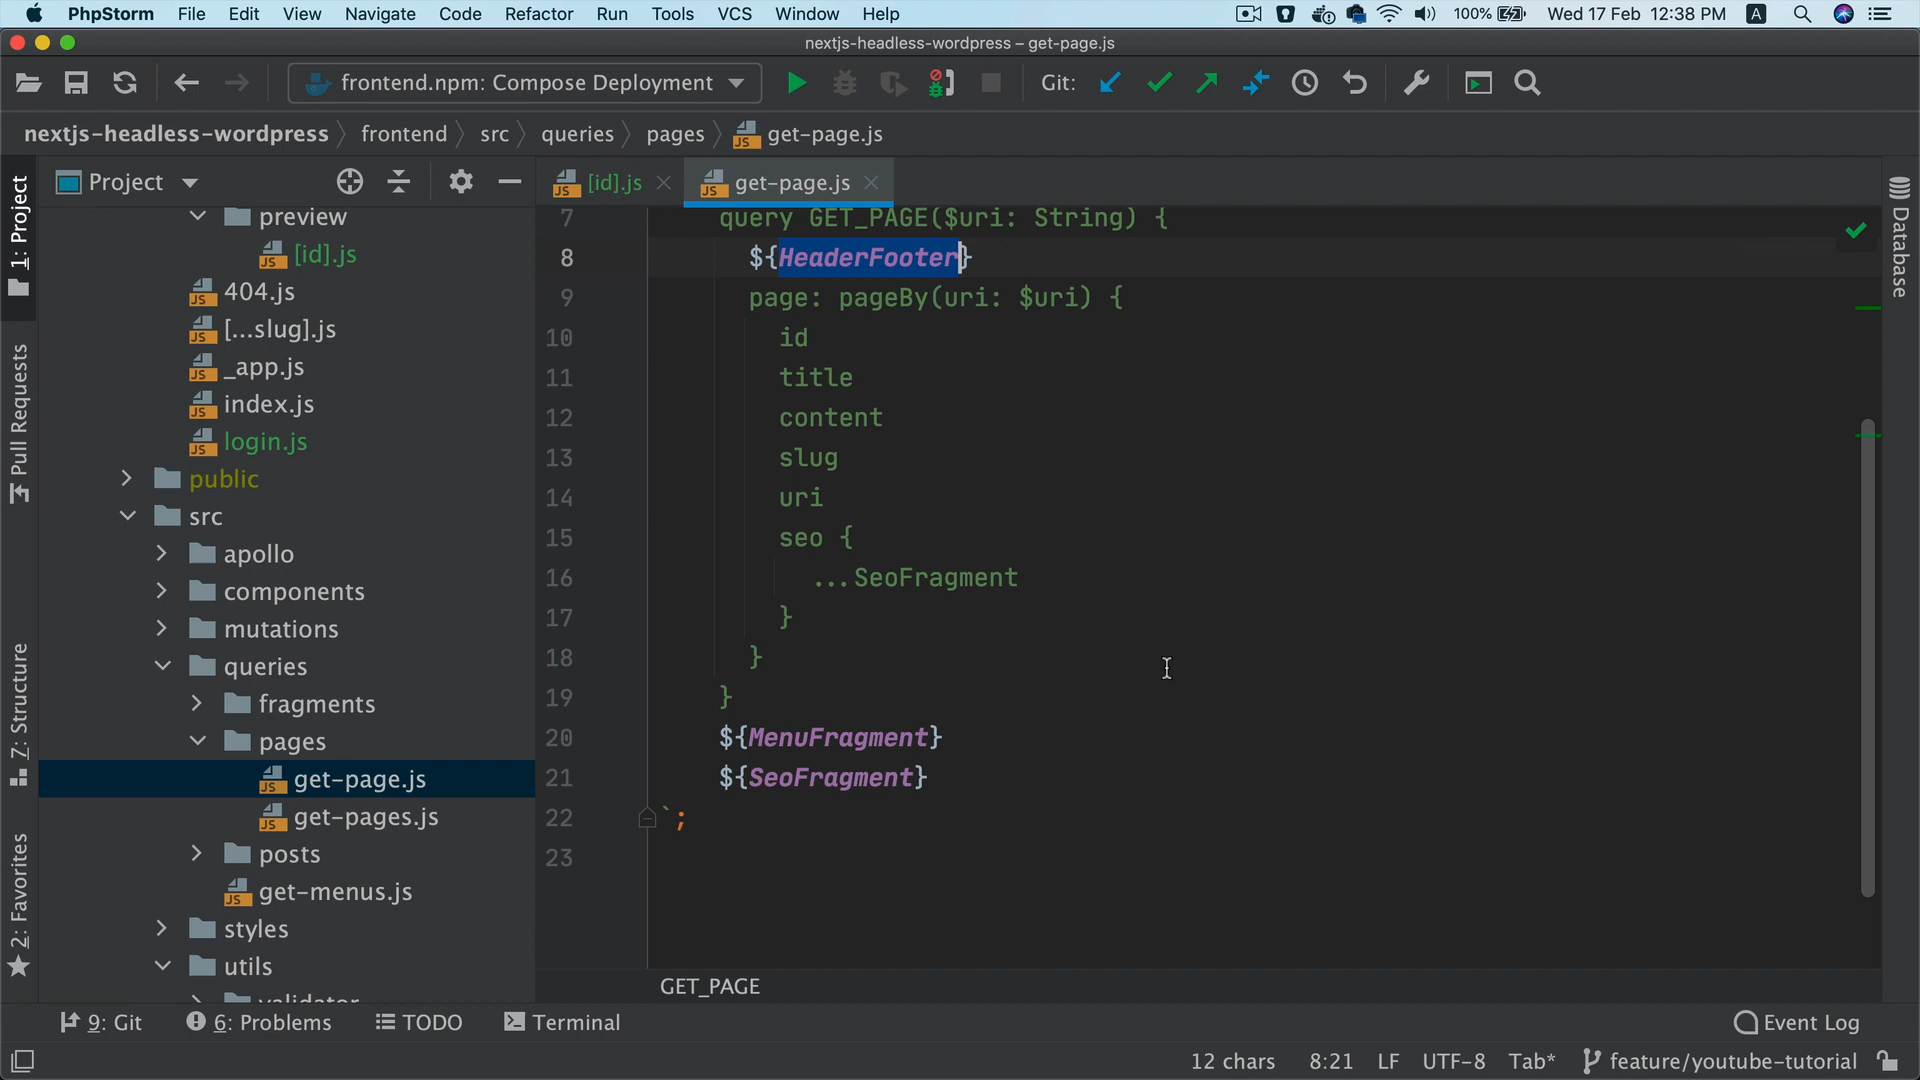 PhpStorm File Edit View Navigate Code Refactor Run Tools VCS Window Help 100% Wed 17 Feb 12:38 PM A
nextjs-headless-wordpress – get-page.js
frontend.npm: Compose Deployment Git:
nextjs-headless-wordpress frontend src queries pages get-page.js
Project [id].js get-page.js
1: Project
Pull Requests
Z: Structure
2: Favorites
preview
[id].js
404.js
[...slug].js
_app.js
index.js
login.js
public
src
apollo
components
mutations
queries
fragments
pages
get-page.js
get-pages.js
posts
get-menus.js
styles
utils
validator
7 query GET_PAGE($uri: String) {
8 ${HeaderFooter}
9 page: pageBy(uri: $uri) {
10 id
11 title
12 content
13 slug
14 uri
15 seo {
16 ...SeoFragment
17 }
18 }
19 }
20 ${MenuFragment}
21 ${SeoFragment}
22 `;
23
GET_PAGE
Database
9: Git 6: Problems TODO Terminal Event Log
12 chars 8:21 LF UTF-8 Tab* feature/youtube-tutorial